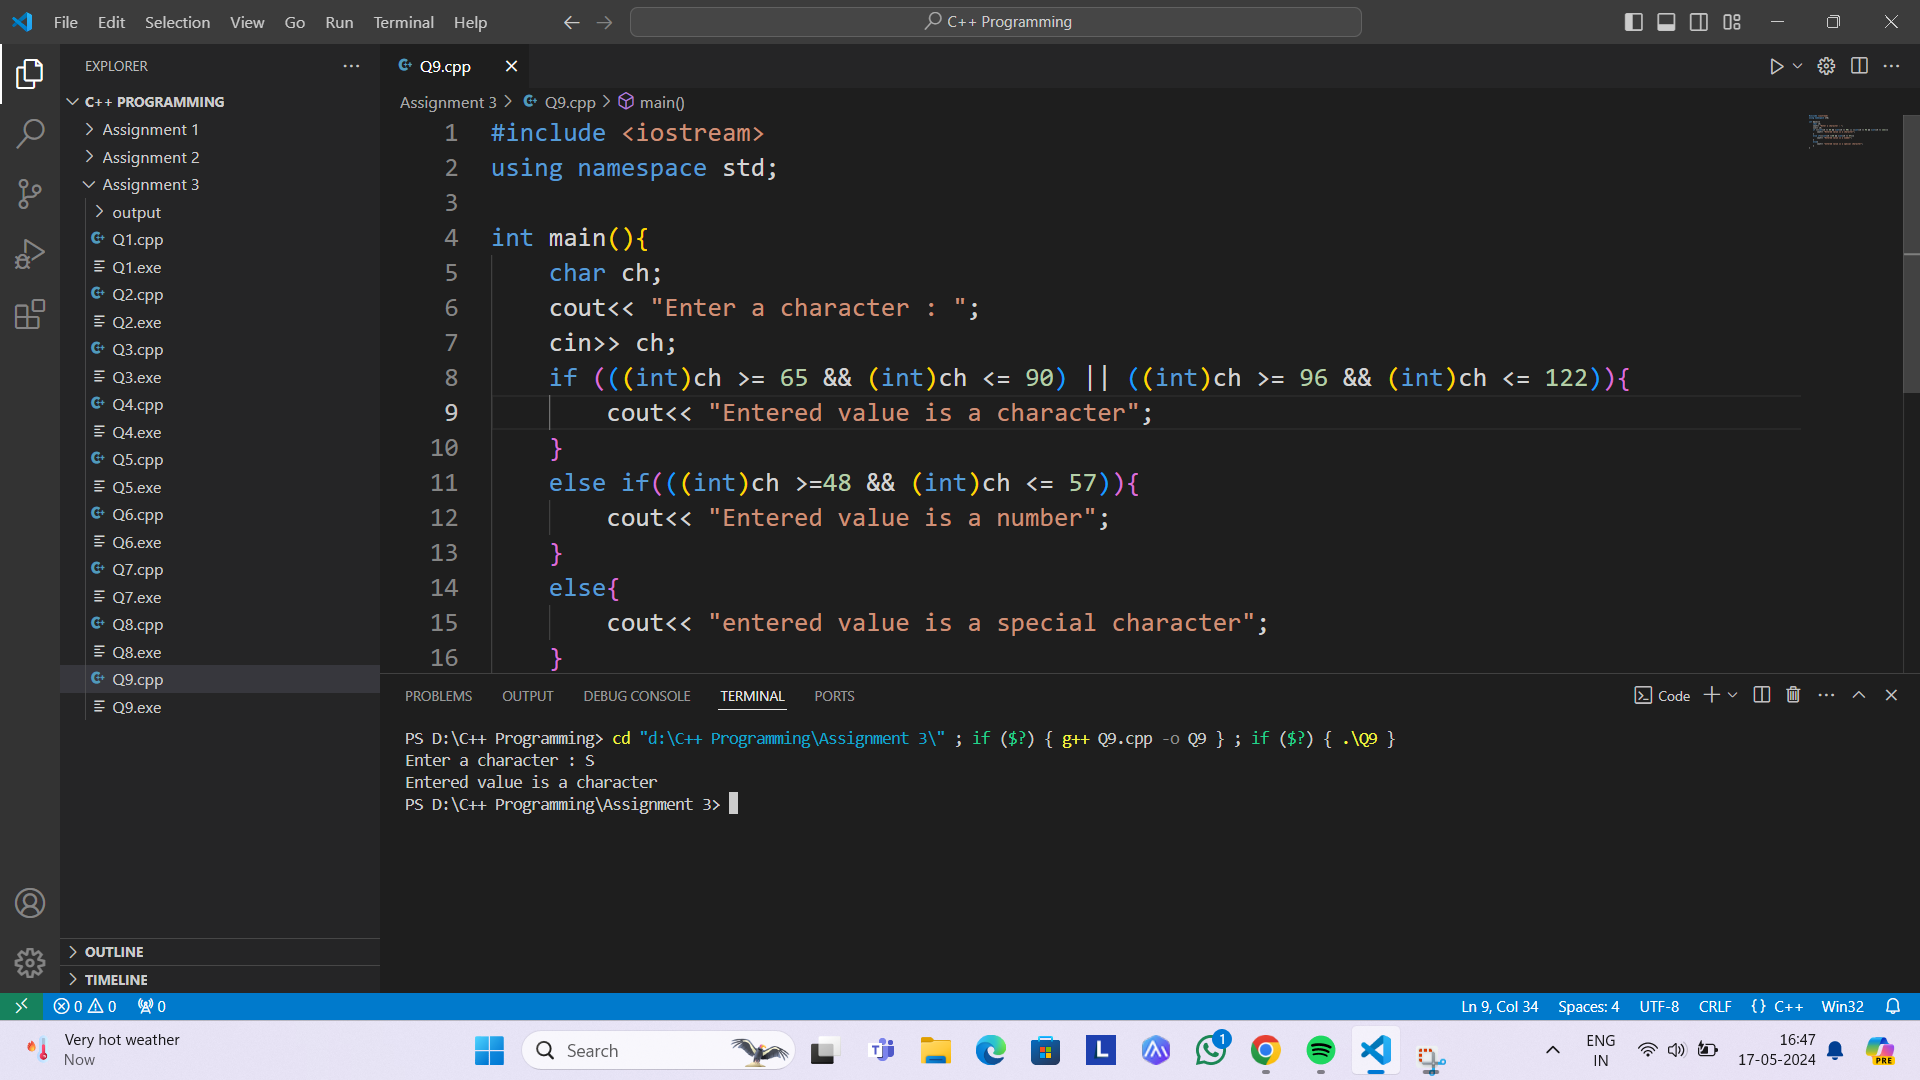 File Edit Selection View Go Run Terminal Help
C++ Programming
EXPLORER
C++ PROGRAMMING
Assignment 1
Assignment 2
Assignment 3
output
Q1.cpp
Q1.exe
Q2.cpp
Q2.exe
Q3.cpp
Q3.exe
Q4.cpp
Q4.exe
Q5.cpp
Q5.exe
Q6.cpp
Q6.exe
Q7.cpp
Q7.exe
Q8.cpp
Q8.exe
Q9.cpp
Q9.exe
OUTLINE
TIMELINE
Q9.cpp
Assignment 3 > Q9.cpp > main()
1 #include <iostream>
2 using namespace std;
3
4 int main(){
5 char ch;
6 cout<< "Enter a character : ";
7 cin>> ch;
8 if (((int)ch >= 65 && (int)ch <= 90) || ((int)ch >= 96 && (int)ch <= 122)){
9 cout<< "Entered value is a character";
10 }
11 else if(((int)ch >=48 && (int)ch <= 57)){
12 cout<< "Entered value is a number";
13 }
14 else{
15 cout<< "entered value is a special character";
16 }
PROBLEMS OUTPUT DEBUG CONSOLE TERMINAL PORTS
Code
PS D:\C++ Programming> cd "d:\C++ Programming\Assignment 3\" ; if ($?) { g++ Q9.cpp -o Q9 } ; if ($?) { .\Q9 }
Enter a character : S
Entered value is a character
PS D:\C++ Programming\Assignment 3>
0 0 0
Ln 9, Col 34 Spaces: 4 UTF-8 CRLF {} C++ Win32
Very hot weather
Now
Search
L
1
ENG
IN
16:47
17-05-2024
PRE